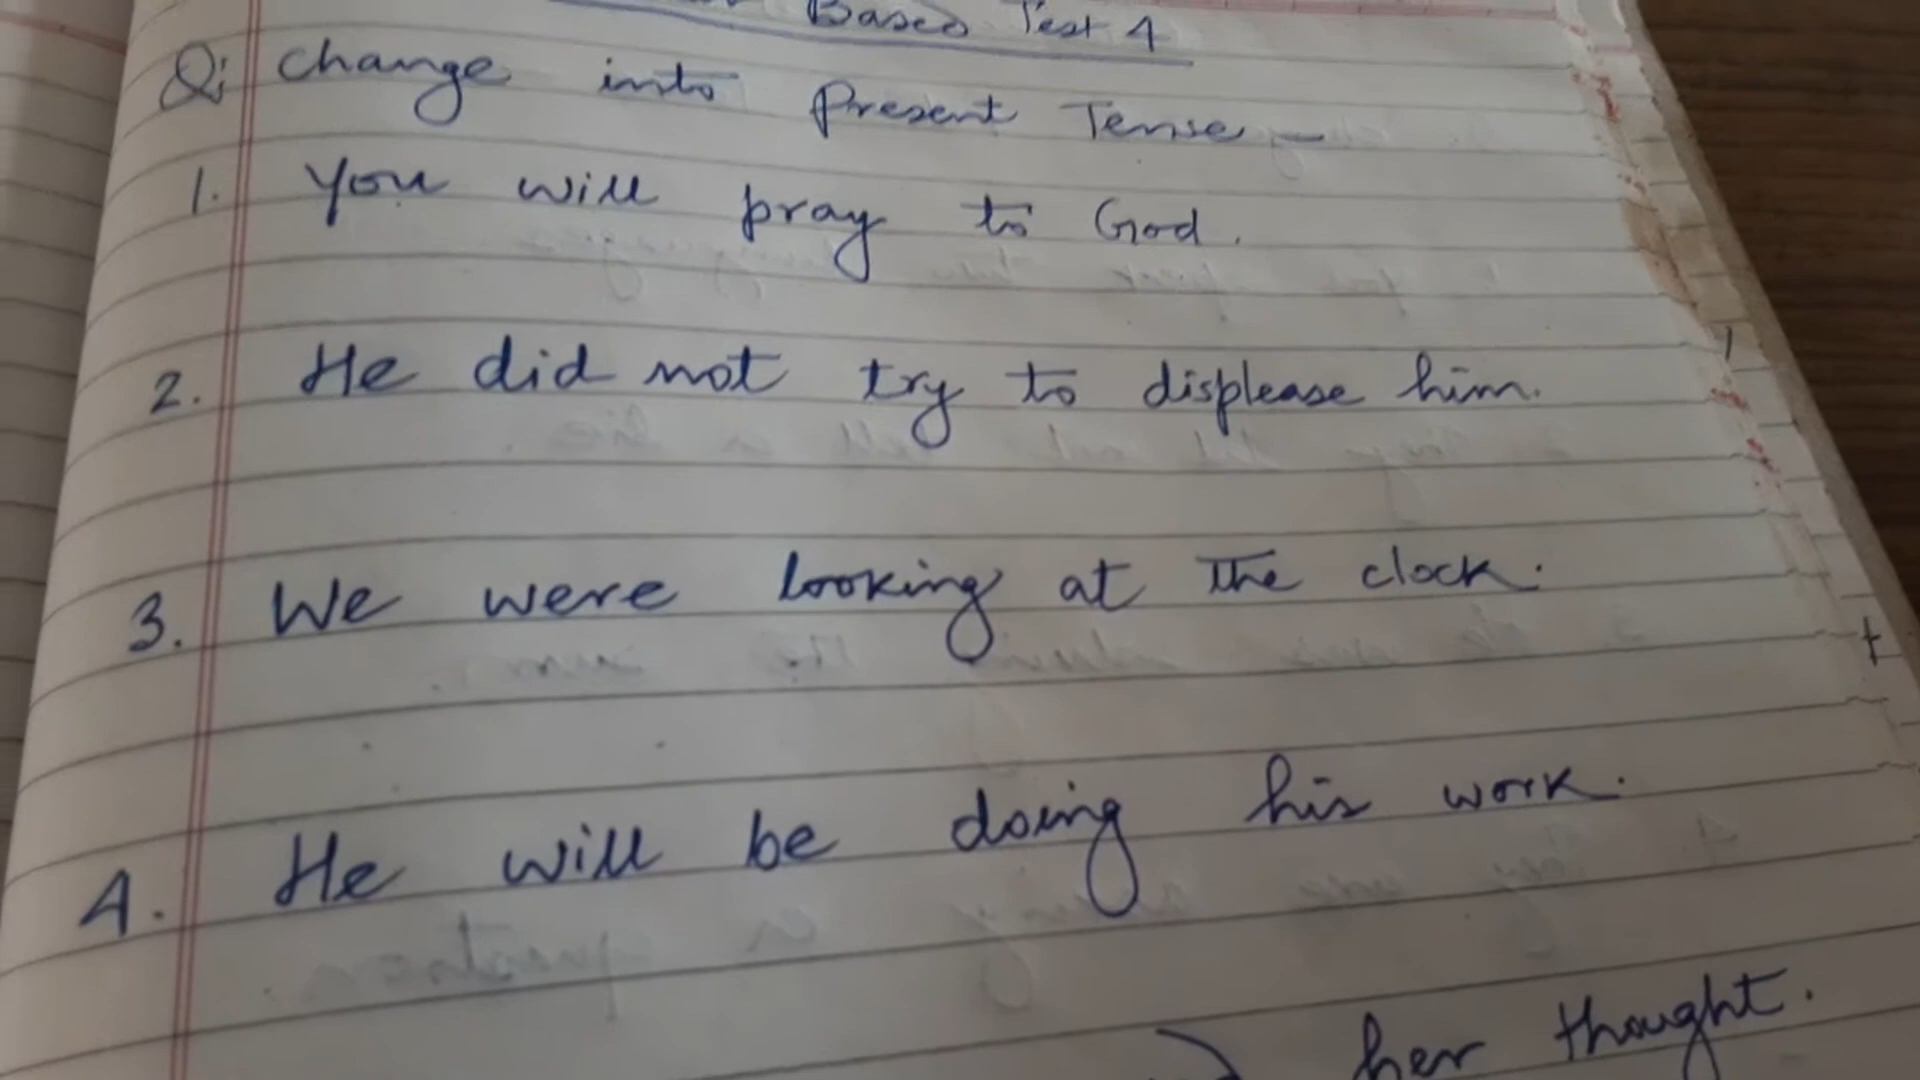 Based Test 4
Q; change into Present Tense -
1. You will pray to God.
2. He did not try to displease him.
3. We were looking at the clock.
4. He will be doing his work.
her thought.